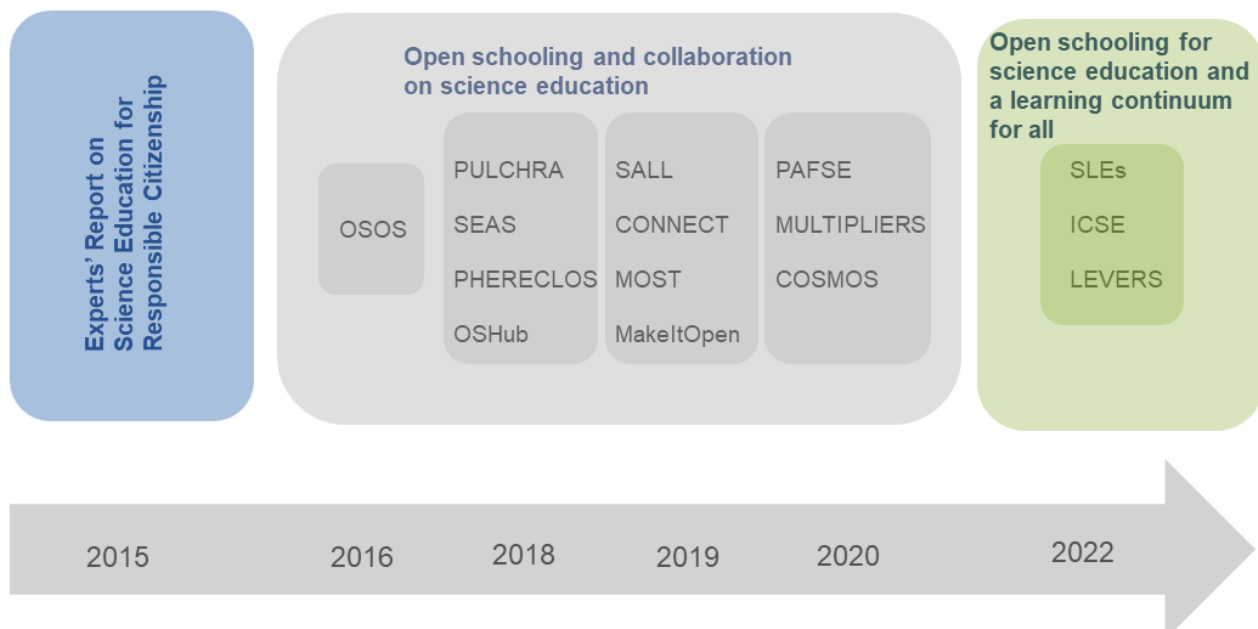 Experts’ Report on
Science Education for
Responsible Citizenship
Open schooling and collaboration
on science education
OSOS
PULCHRA
SEAS
PHERECLOS
OSHub
SALL
CONNECT
MOST
MakeItOpen
PAFSE
MULTIPLIERS
COSMOS
Open schooling for
science education and
a learning continuum
for all
SLEs
ICSE
LEVERS
2015
2016
2018
2019
2020
2022